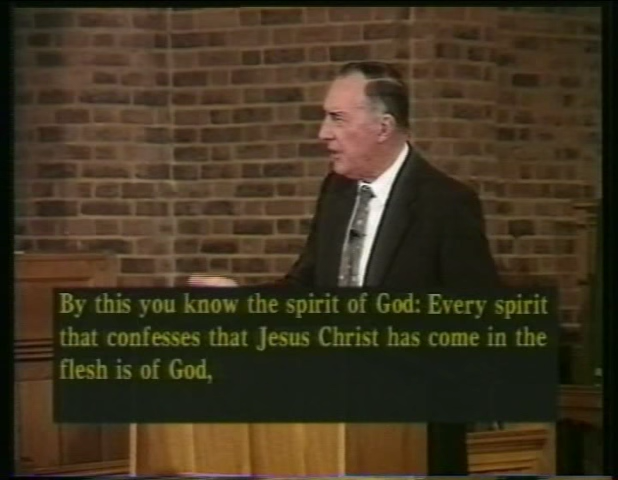 By this you know the spirit of God: Every spirit
that confesses that Jesus Christ has come in the
flesh is of God,